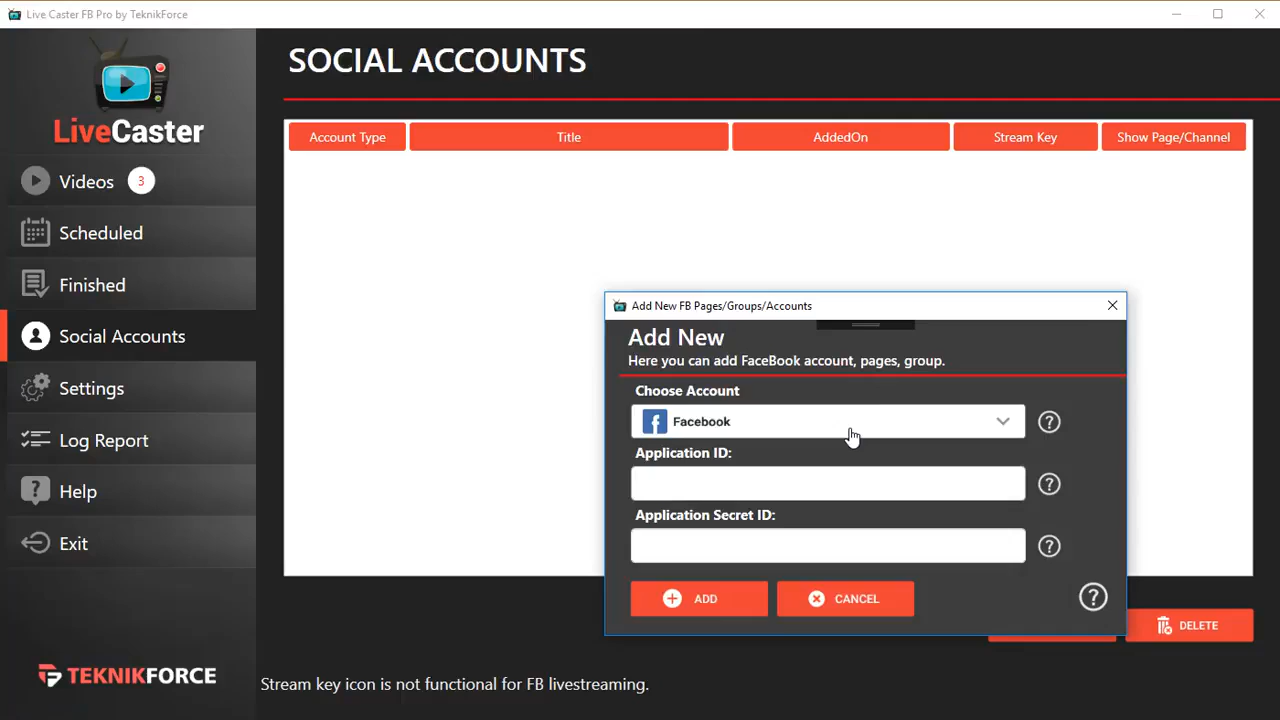 Live Caster FB Pro by TeknikForce
LiveCaster
Videos 3
Scheduled
Finished
Social Accounts
Settings
Log Report
Help
Exit
TEKNIKFORCE
SOCIAL ACCOUNTS
Account Type Title AddedOn Stream Key Show Page/Channel
Add New FB Pages/Groups/Accounts
Add New
Here you can add FaceBook account, pages, group.
Choose Account
Facebook ?
Application ID:
?
Application Secret ID:
?
ADD CANCEL ?
DELETE
Stream key icon is not functional for FB livestreaming.